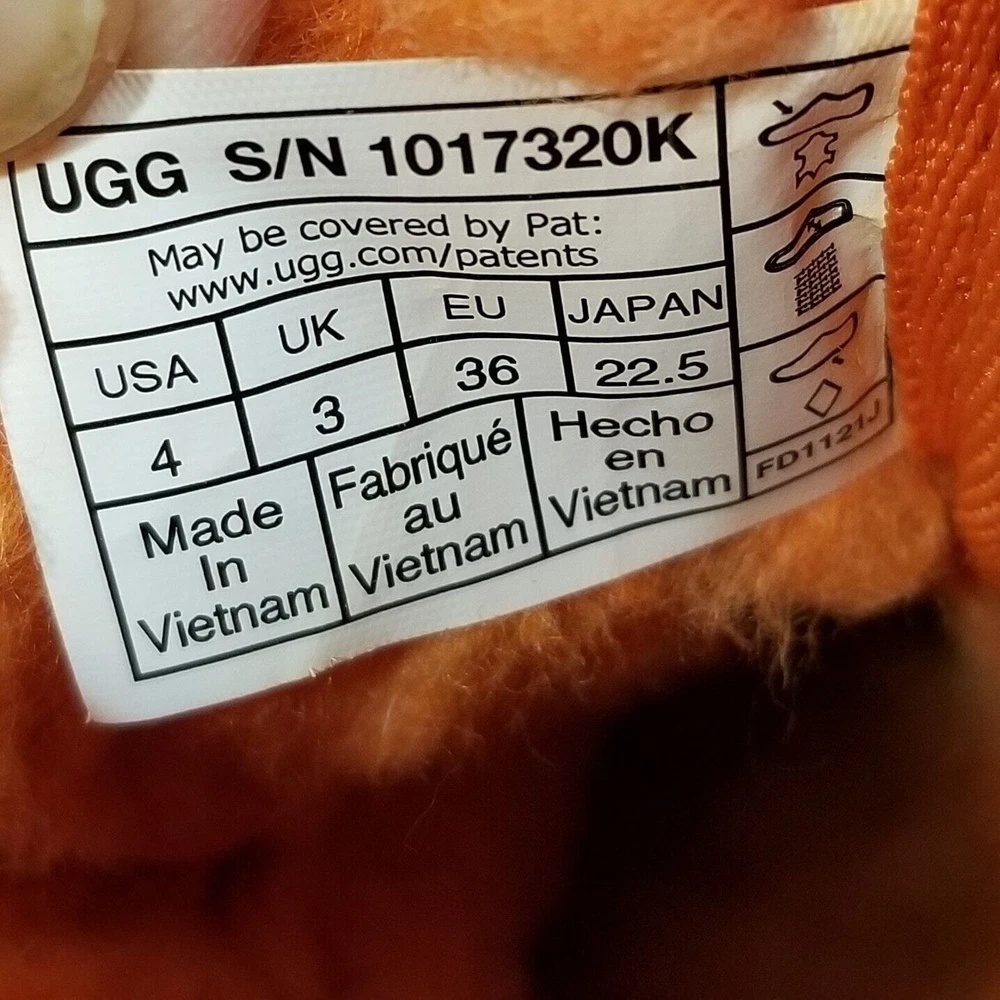 UGG S/N 1017320K
May be covered by Pat:
www.ugg.com/patents
USA UK EU JAPAN
4 3 36 22.5
Made
In
Vietnam
Fabriqué
au
Vietnam
Hecho
en
Vietnam
FD1121J